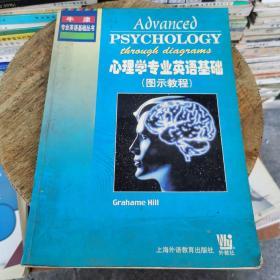 牛津
专业英语基础丛书
Advanced
PSYCHOLOGY
through diagrams
心理学专业英语基础
(图示教程)
Grahame Hill
上海外语教育出版社
外教社